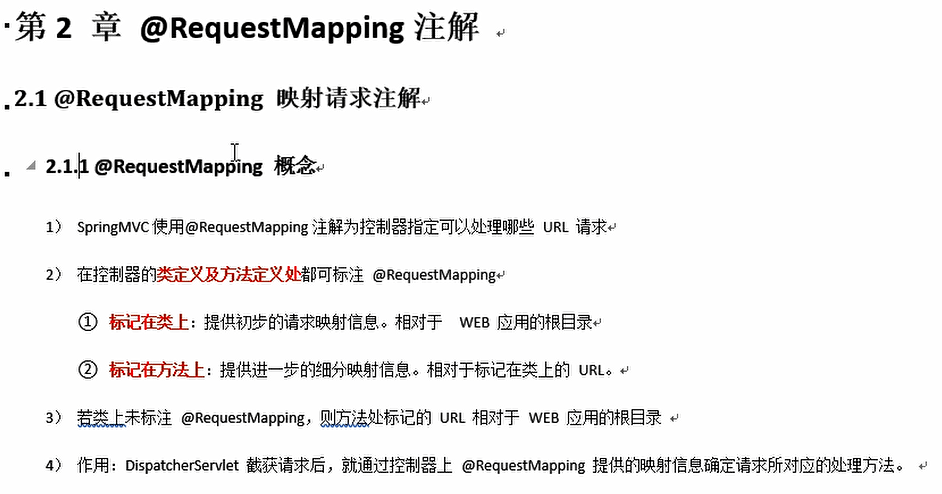 第 2 章 @RequestMapping 注解
2.1 @RequestMapping 映射请求注解
2.1.1 @RequestMapping 概念
1） SpringMVC 使用@RequestMapping 注解为控制器指定可以处理哪些 URL 请求
2） 在控制器的类定义及方法定义处都可标注 @RequestMapping
① 标记在类上：提供初步的请求映射信息。相对于 WEB 应用的根目录
② 标记在方法上：提供进一步的细分映射信息。相对于标记在类上的 URL。
3） 若类上未标注 @RequestMapping，则方法处标记的 URL 相对于 WEB 应用的根目录
4） 作用：DispatcherServlet 截获请求后，就通过控制器上 @RequestMapping 提供的映射信息确定请求所对应的处理方法。